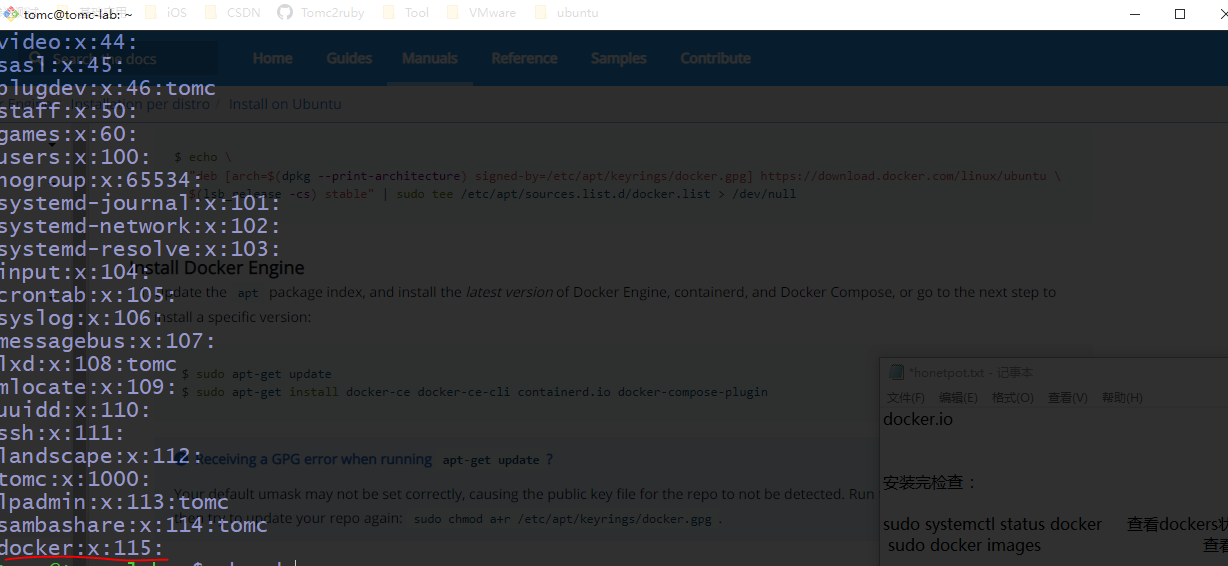 iOS CSDN Tomc2ruby Tool VMware ubuntu
tomc@tomc-lab: ~
Search the docs Home Guides Manuals Reference Samples Contribute
Installation per distro / Install on Ubuntu
video:x:44:
sasl:x:45:
plugdev:x:46:tomc
staff:x:50:
games:x:60:
users:x:100:
nogroup:x:65534:
systemd-journal:x:101:
systemd-network:x:102:
systemd-resolve:x:103:
input:x:104:
crontab:x:105:
syslog:x:106:
messagebus:x:107:
lxd:x:108:tomc
mlocate:x:109:
uuidd:x:110:
ssh:x:111:
landscape:x:112:
tomc:x:1000:
lpadmin:x:113:tomc
sambashare:x:114:tomc
docker:x:115:
$ echo \
"deb [arch=$(dpkg --print-architecture) signed-by=/etc/apt/keyrings/docker.gpg] https://download.docker.com/linux/ubuntu \
$(lsb_release -cs) stable" | sudo tee /etc/apt/sources.list.d/docker.list > /dev/null
Install Docker Engine
Update the apt package index, and install the latest version of Docker Engine, containerd, and Docker Compose, or go to the next step to
install a specific version:
$ sudo apt-get update
$ sudo apt-get install docker-ce docker-ce-cli containerd.io docker-compose-plugin
Receiving a GPG error when running apt-get update ?
Your default umask may not be set correctly, causing the public key file for the repo to not be detected. Run
then try to update your repo again: sudo chmod a+r /etc/apt/keyrings/docker.gpg .
*honetpot.txt - 记事本
文件(F) 编辑(E) 格式(O) 查看(V) 帮助(H)
docker.io
安装完检查：
sudo systemctl status docker 查看dockers状
sudo docker images 查看